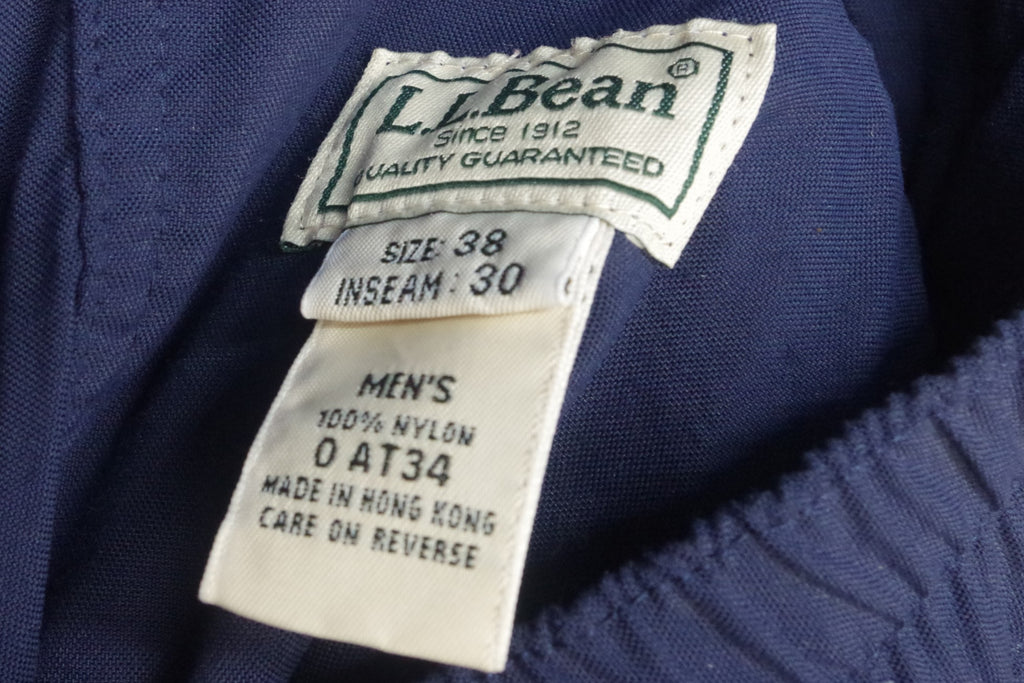 L.L.Bean®
Since 1912
QUALITY GUARANTEED
SIZE: 38
INSEAM: 30
MEN'S
100% NYLON
0 AT34
MADE IN HONG KONG
CARE ON REVERSE